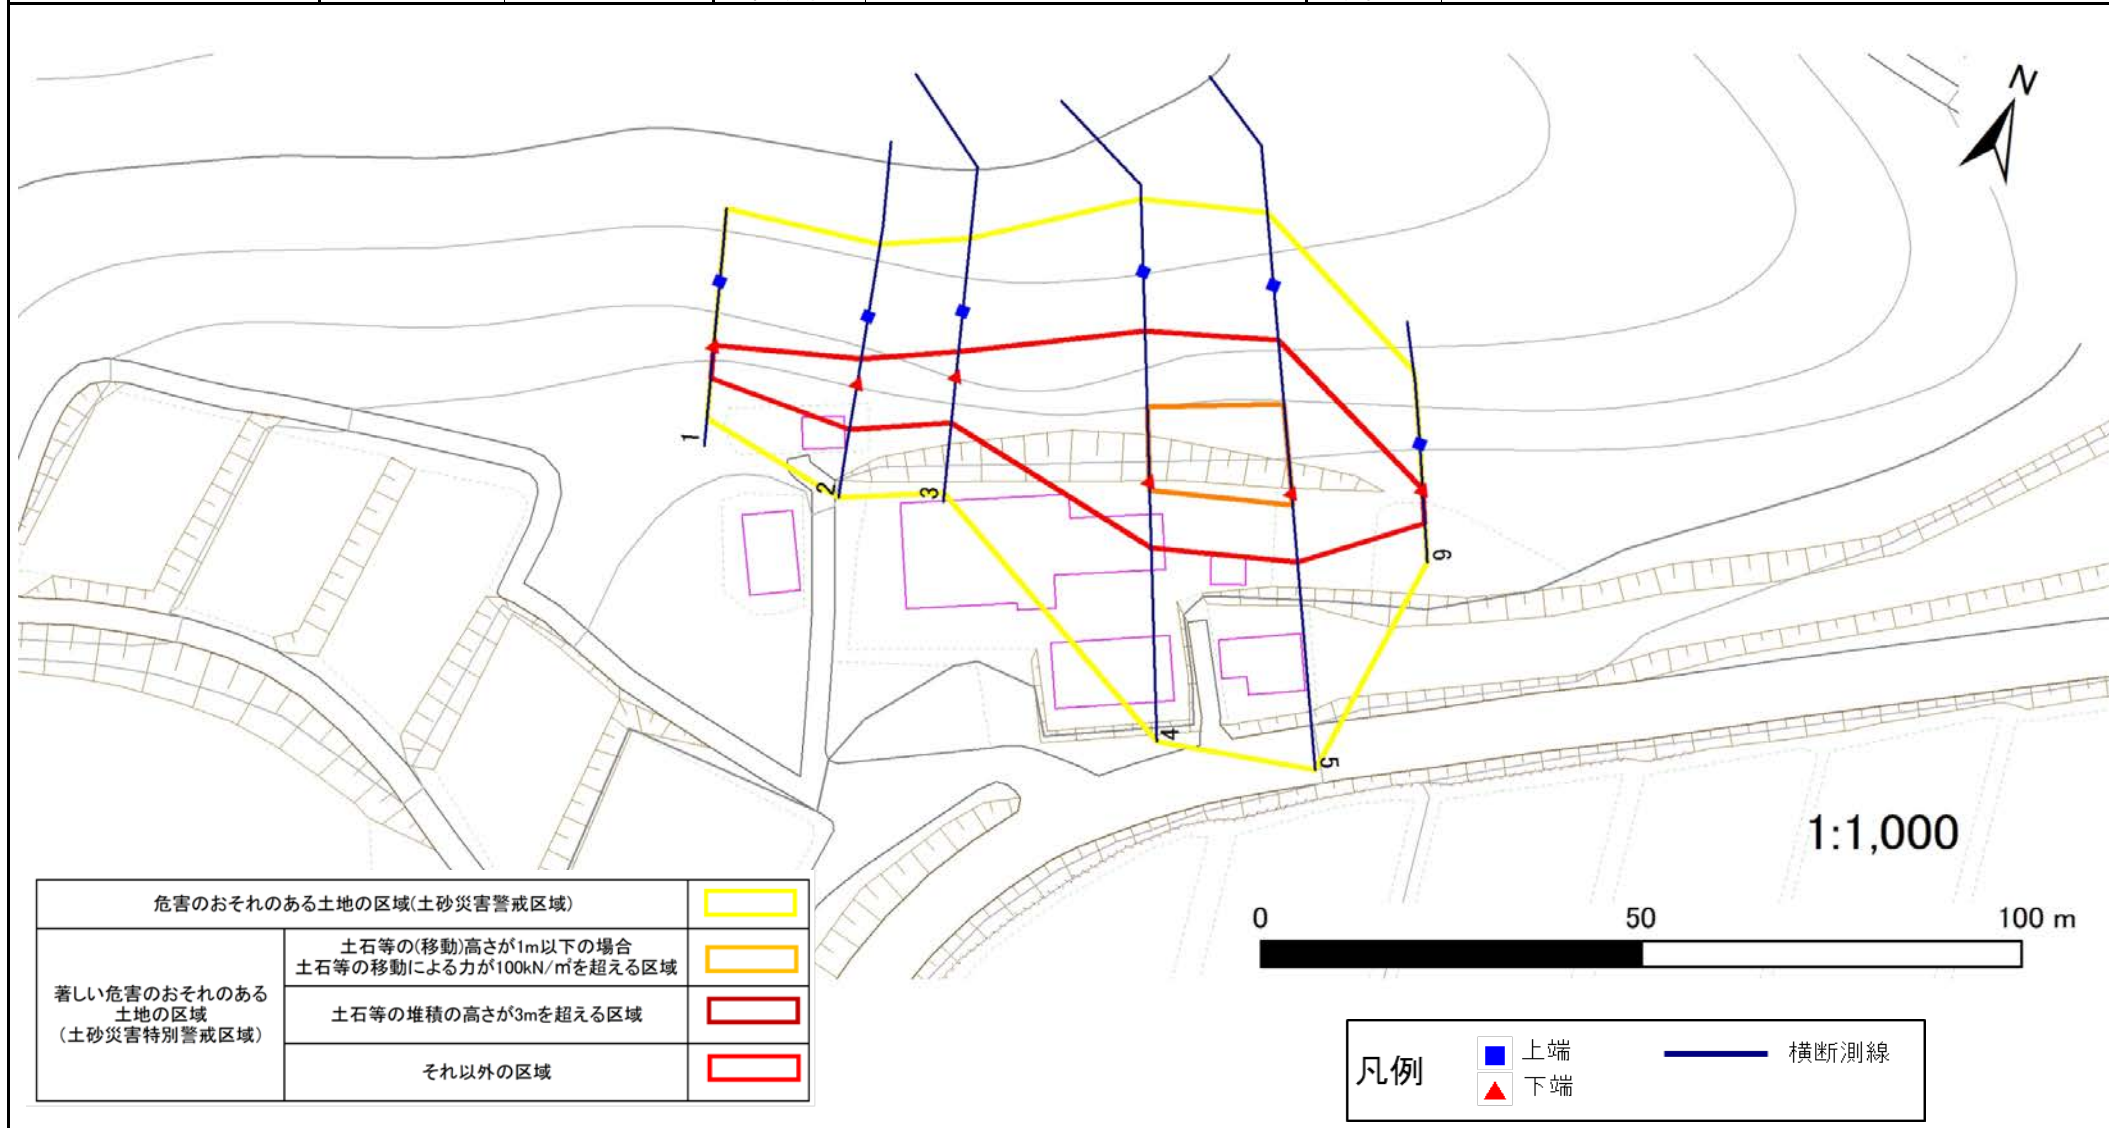 N
1
2
3
4
5
6
1:1,000
0 50 100 m
危害のおそれのある土地の区域(土砂災害警戒区域)
著しい危害のおそれのある
土地の区域
(土砂災害特別警戒区域)
土石等の(移動)高さが1m以下の場合
土石等の移動による力が100kN/㎡を超える区域
土石等の堆積の高さが3mを超える区域
それ以外の区域
凡例
上端
下端
横断測線